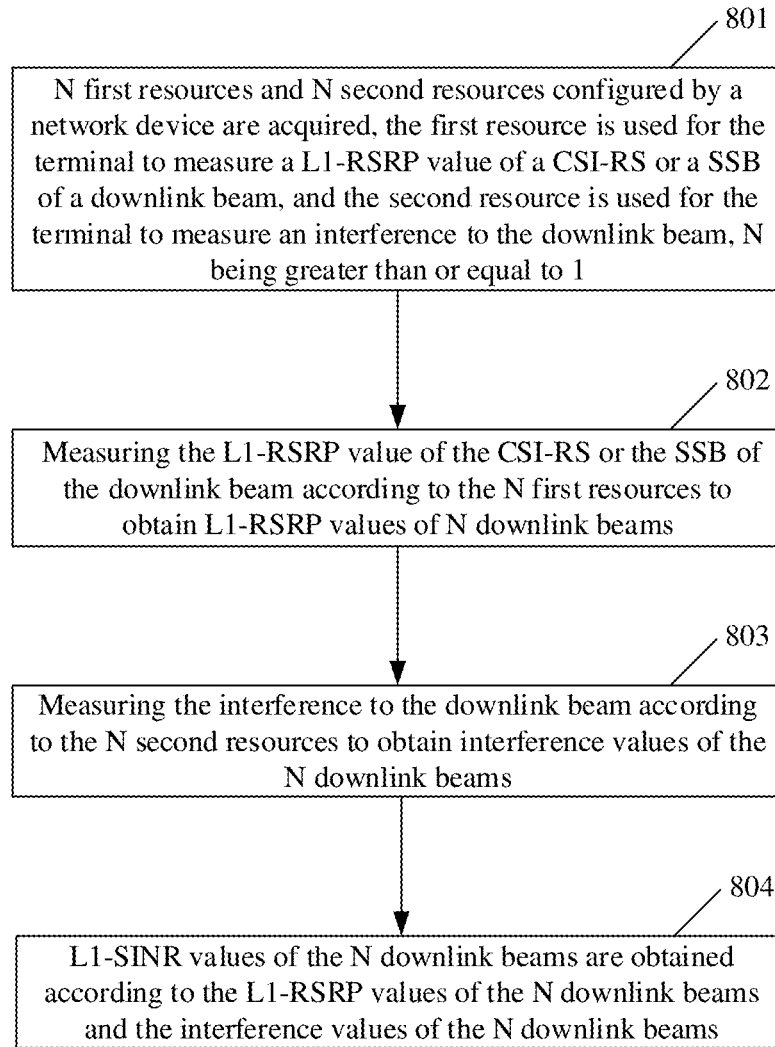 801
N first resources and N second resources configured by a
network device are acquired, the first resource is used for the
terminal to measure a L1-RSRP value of a CSI-RS or a SSB
of a downlink beam, and the second resource is used for the
terminal to measure an interference to the downlink beam, N
being greater than or equal to 1
802
Measuring the L1-RSRP value of the CSI-RS or the SSB of
the downlink beam according to the N first resources to
obtain L1-RSRP values of N downlink beams
803
Measuring the interference to the downlink beam according
to the N second resources to obtain interference values of the
N downlink beams
804
L1-SINR values of the N downlink beams are obtained
according to the L1-RSRP values of the N downlink beams
and the interference values of the N downlink beams